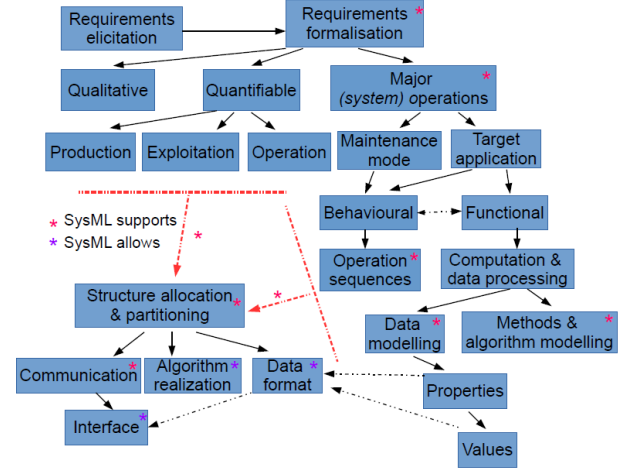 Requirements
elicitation
Requirements *
formalisation
Qualitative
Quantifiable
Major *
(system) operations
Production
Exploitation
Operation
Maintenance
mode
Target
application
* SysML supports
* SysML allows
*
Behavioural
Functional
Operation *
sequences
Computation &
data processing
*
Structure allocation
& partitioning *
Data *
modelling
Methods & *
algorithm modelling
Communication *
Algorithm *
realization
Data *
format
Properties
Interface *
Values